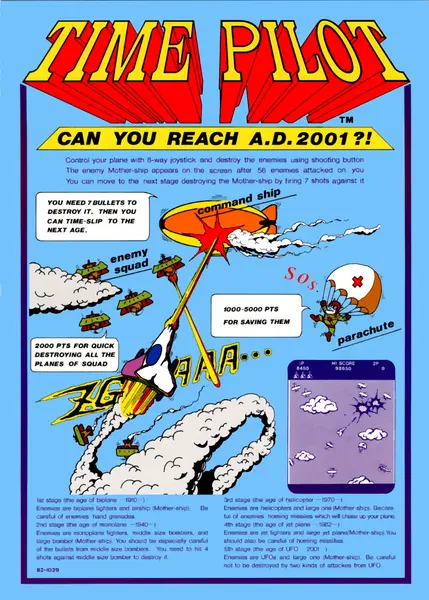 TIME PILOT
TM
CAN YOU REACH A.D.2001?!
Control your plane with 8-way joystick and destroy the enemies using shooting button
The enemy Mother-ship appears on the screen after 56 enemies attacked on you
You can move to the next stage destroying the Mother-ship by firing 7 shots against it
YOU NEED 7 BULLETS TO
DESTROY IT. THEN YOU
CAN TIME-SLIP TO THE
NEXT AGE.
command ship
enemy
squad
SOS.
1000-5000 PTS
FOR SAVING THEM
parachute
2000 PTS FOR QUICK
DESTROYING ALL THE
PLANES OF SQUAD
ZGAAAA...
1P HI SCORE 2P
0
1st stage (the age of biplane —1910—)
Enemies are biplane fighters and airship (Mother-ship). Be
careful of enemies hand grenades.
2nd stage (the age of monoplane —1940—)
Enemies are monoplane fighters, middle size bombers, and
large bomber (Mother-ship). You should be especially careful
of the bullets from middle size bombers. You need to hit 4
shots against middle size bomber to destroy it.
82-1029
3rd stage (the age of helicopter —1970—)
Enemies are helicopters and large one (Mother-ship). Beware
ful of enemies' homing missiles which will chase up your plane.
4th stage (the age of jet plane —1982—)
Enemies are jet fighters and large jet plane(Mother-ship).You
should also be careful of homing missiles.
5th stage (the age of UFO 2001 )
Enemies are UFOs and large one (Mother-ship). Be careful
not to be destroyed by two kinds of attackes from UFO.